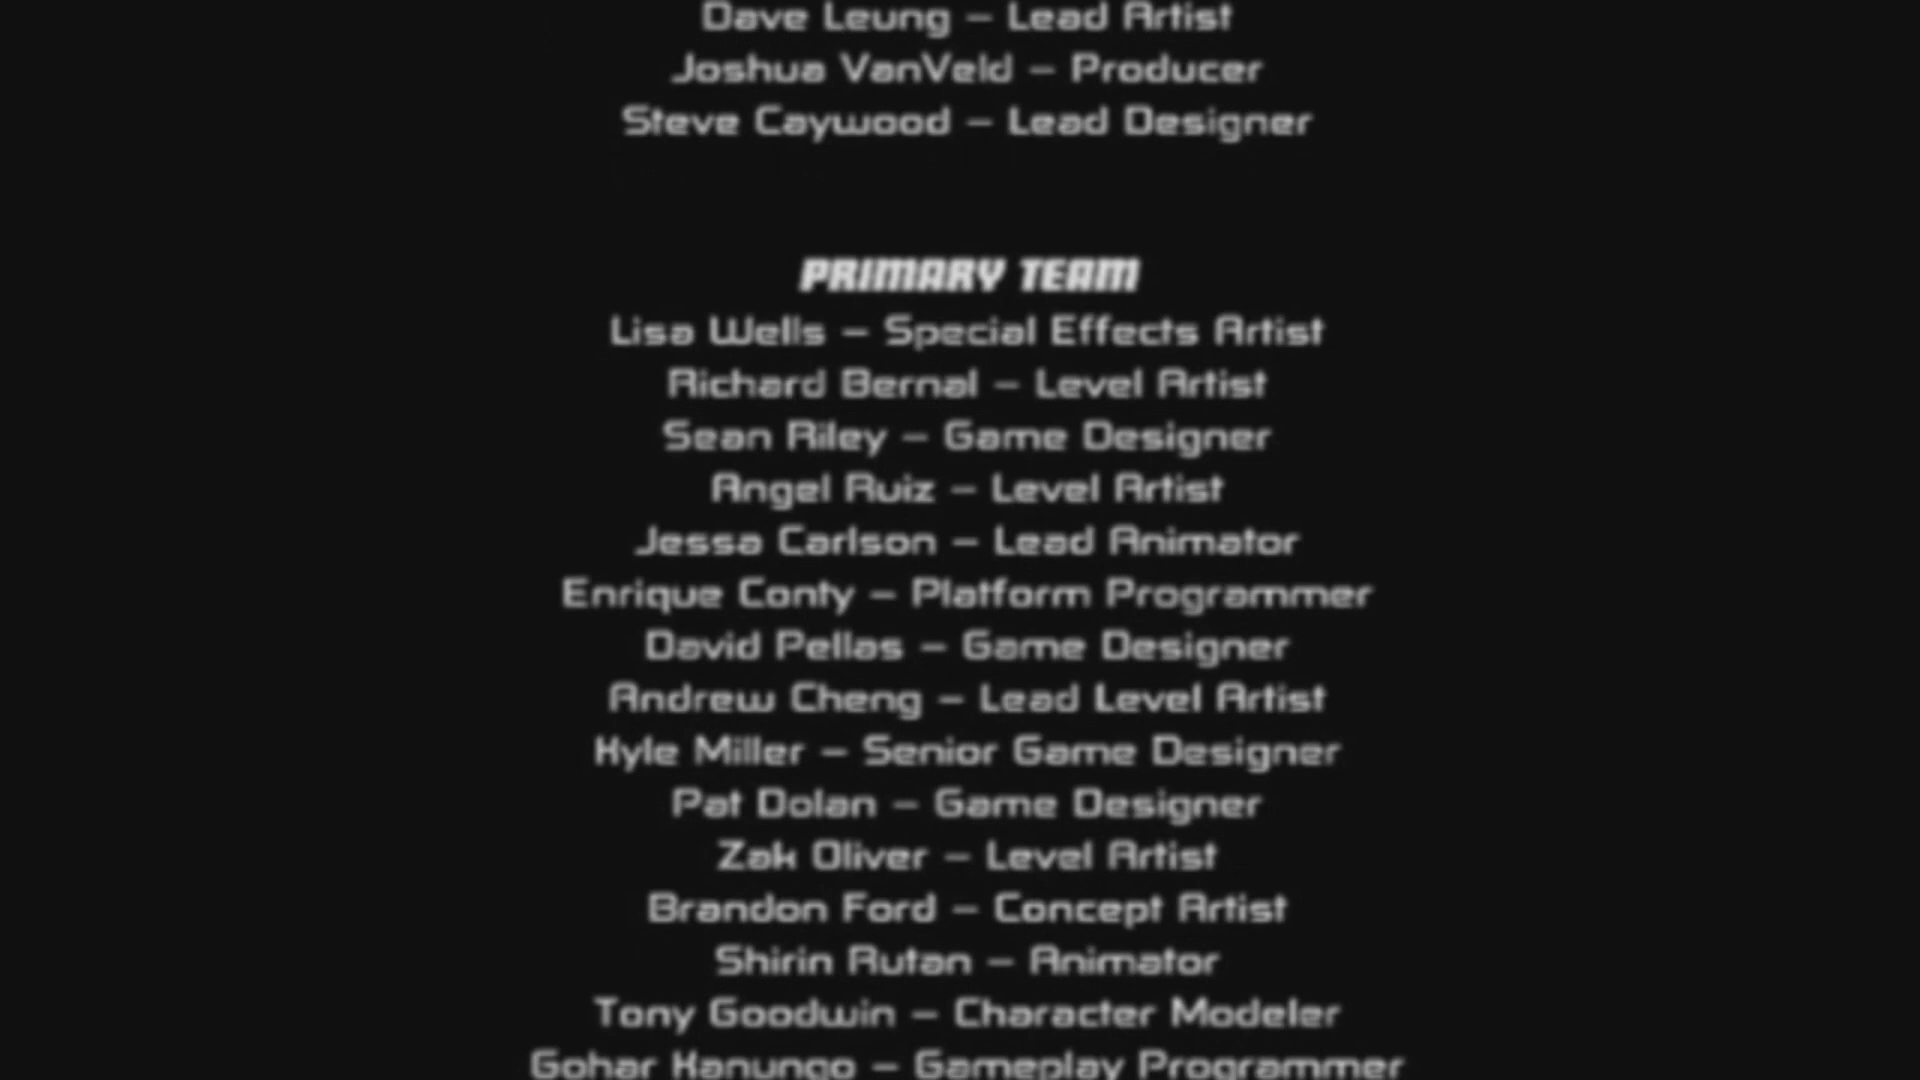 Dave Leung – Lead Artist
Joshua VanVeld – Producer
Steve Caywood – Lead Designer
PRIMARY TEAM
Lisa Wells – Special Effects Artist
Richard Bernal – Level Artist
Sean Riley – Game Designer
Angel Ruiz – Level Artist
Jessa Carlson – Lead Animator
Enrique Conty – Platform Programmer
David Pellas – Game Designer
Andrew Cheng – Lead Level Artist
Kyle Miller – Senior Game Designer
Pat Dolan – Game Designer
Zak Oliver – Level Artist
Brandon Ford – Concept Artist
Shirin Rutan – Animator
Tony Goodwin – Character Modeler
Gohar Kanungo – Gameplay Programmer